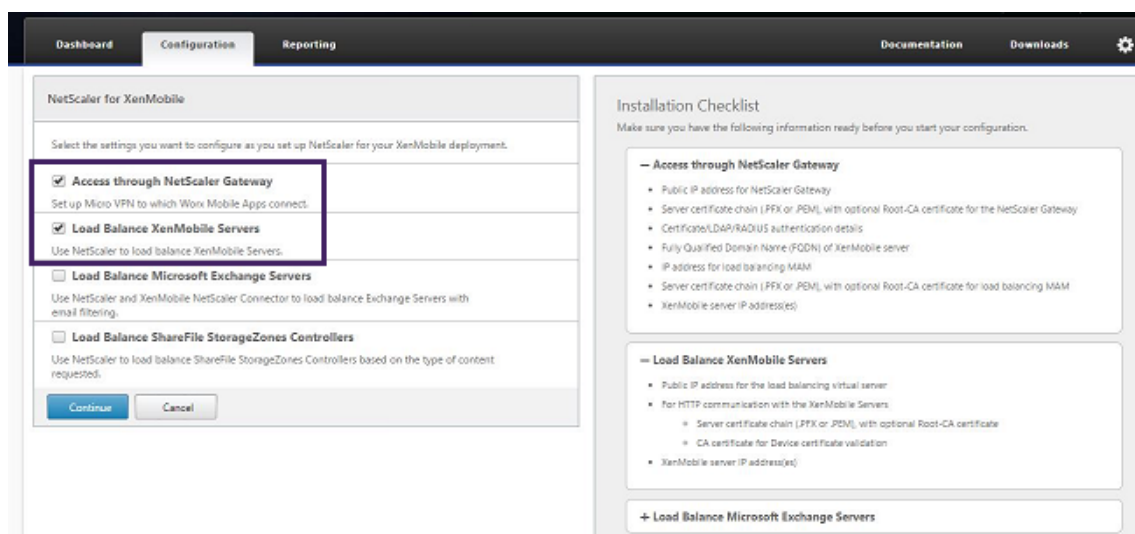 Dashboard Configuration Reporting Documentation Downloads
NetScaler for XenMobile
Select the settings you want to configure as you set up NetScaler for your XenMobile deployment.
Access through NetScaler Gateway
Set up Micro VPN to which Worx Mobile Apps connect.
Load Balance XenMobile Servers
Use NetScaler to load balance XenMobile Servers.
Load Balance Microsoft Exchange Servers
Use NetScaler and XenMobile NetScaler Connector to load balance Exchange Servers with
email filtering.
Load Balance ShareFile StorageZones Controllers
Use NetScaler to load balance ShareFile StorageZones Controllers based on the type of content
requested.
Continue Cancel
Installation Checklist
Make sure you have the following information ready before you start your configuration.
– Access through NetScaler Gateway
• Public IP address for NetScaler Gateway
• Server certificate chain (.PFX or .PEM), with optional Root-CA certificate for the NetScaler Gateway
• Certificate/LDAP/RADIUS authentication details
• Fully Qualified Domain Name (FQDN) of XenMobile server
• IP address for load balancing MAM
• Server certificate chain (.PFX or .PEM), with optional Root-CA certificate for load balancing MAM
• XenMobile server IP address(es)
– Load Balance XenMobile Servers
• Public IP address for the load balancing virtual server
• For HTTP communication with the XenMobile Servers
Server certificate chain (.PFX or .PEM), with optional Root-CA certificate
CA certificate for Device certificate validation
• XenMobile server IP address(es)
+ Load Balance Microsoft Exchange Servers